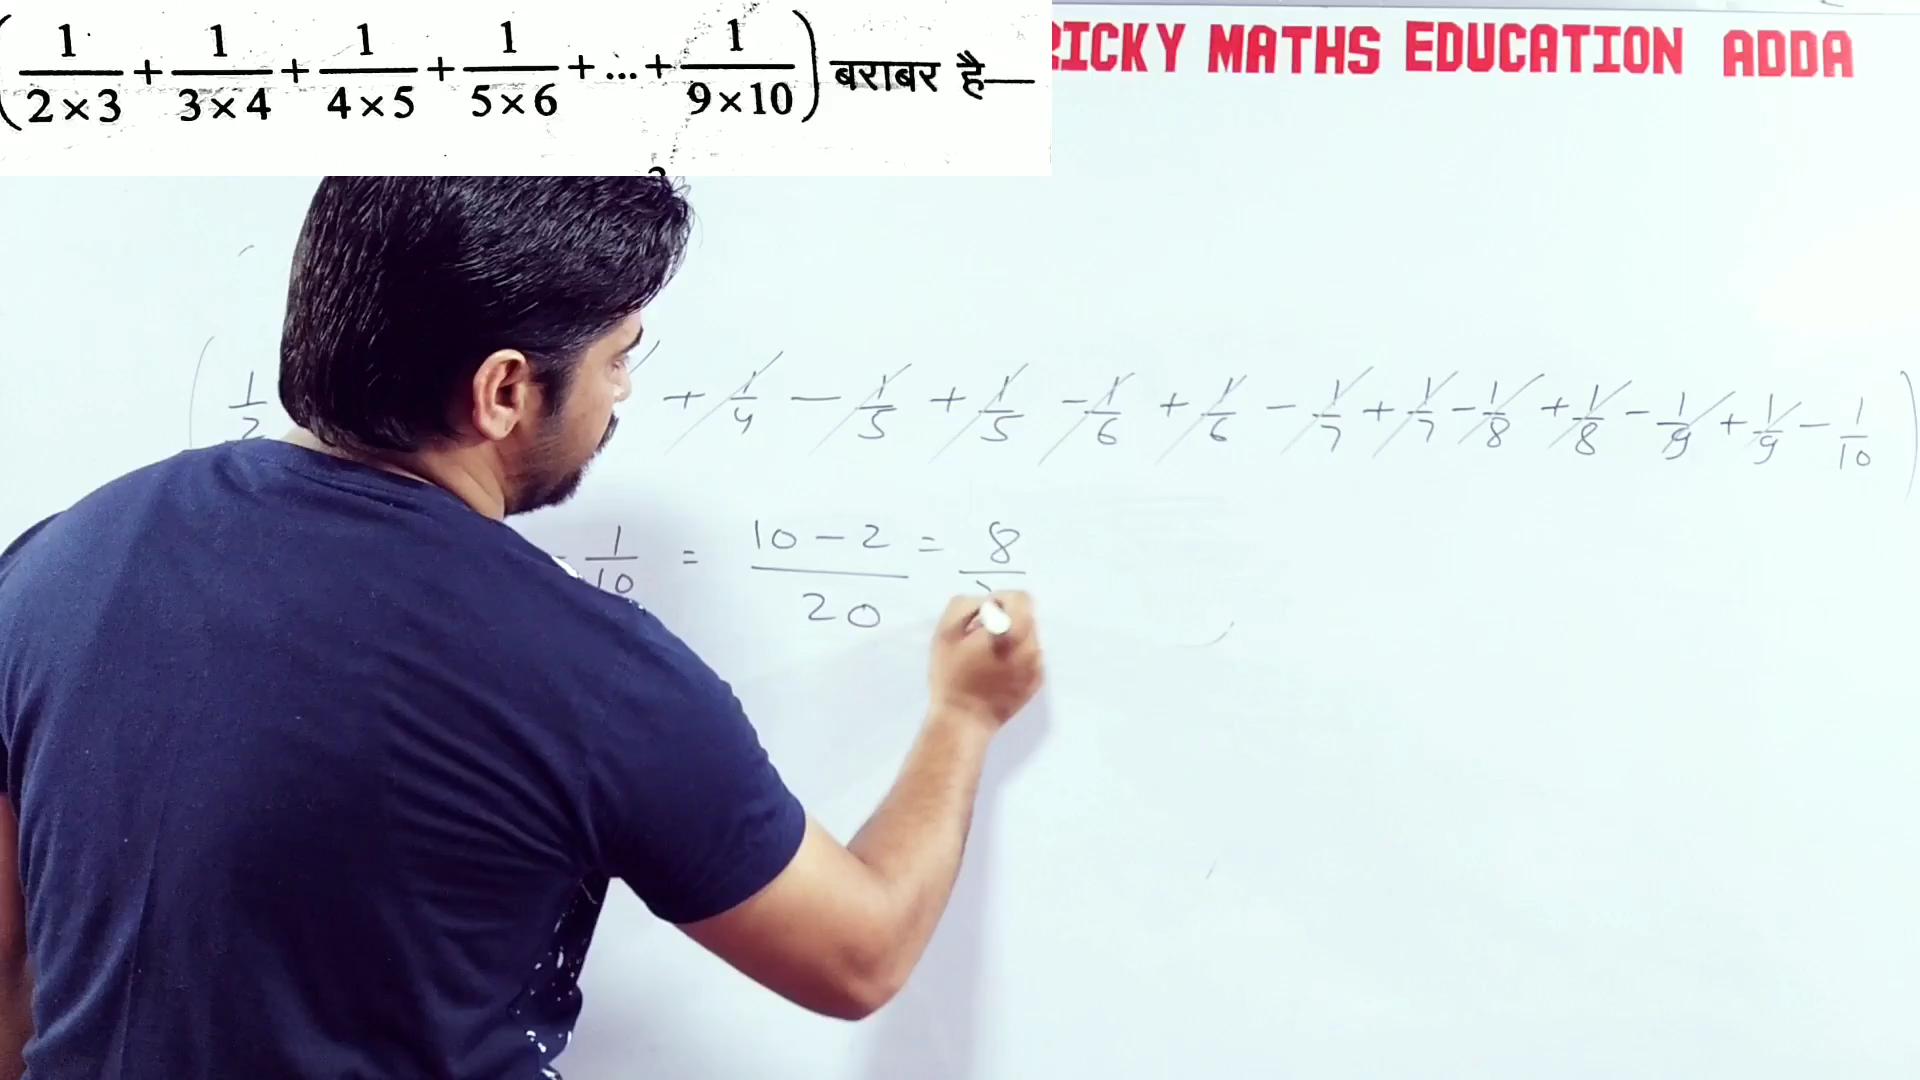 (1/2×3 + 1/3×4 + 1/4×5 + 1/5×6 + ... + 1/9×10) बराबर है—
RICKY MATHS EDUCATION ADDA
(1/2 + 1/4 − 1/5 + 1/5 − 1/6 + 1/6 − 1/7 + 1/7 − 1/8 + 1/8 − 1/9 + 1/9 − 1/10)
− 1/10 = 10 − 2/20 = 8